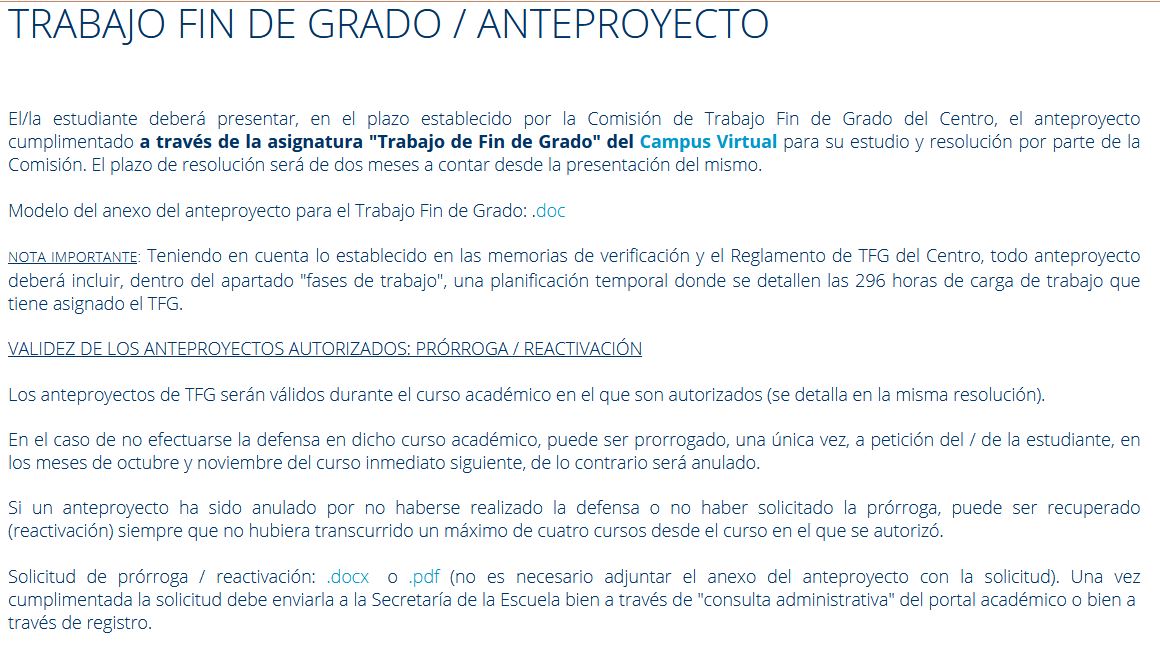 TRABAJO FIN DE GRADO / ANTEPROYECTO
El/la estudiante deberá presentar, en el plazo establecido por la Comisión de Trabajo Fin de Grado del Centro, el anteproyecto
cumplimentado a través de la asignatura "Trabajo de Fin de Grado" del Campus Virtual para su estudio y resolución por parte de la
Comisión. El plazo de resolución será de dos meses a contar desde la presentación del mismo.
Modelo del anexo del anteproyecto para el Trabajo Fin de Grado: .doc
NOTA IMPORTANTE: Teniendo en cuenta lo establecido en las memorias de verificación y el Reglamento de TFG del Centro, todo anteproyecto
deberá incluir, dentro del apartado "fases de trabajo", una planificación temporal donde se detallen las 296 horas de carga de trabajo que
tiene asignado el TFG.
VALIDEZ DE LOS ANTEPROYECTOS AUTORIZADOS: PRÓRROGA / REACTIVACIÓN
Los anteproyectos de TFG serán válidos durante el curso académico en el que son autorizados (se detalla en la misma resolución).
En el caso de no efectuarse la defensa en dicho curso académico, puede ser prorrogado, una única vez, a petición del / de la estudiante, en
los meses de octubre y noviembre del curso inmediato siguiente, de lo contrario será anulado.
Si un anteproyecto ha sido anulado por no haberse realizado la defensa o no haber solicitado la prórroga, puede ser recuperado
(reactivación) siempre que no hubiera transcurrido un máximo de cuatro cursos desde el curso en el que se autorizó.
Solicitud de prórroga / reactivación: .docx o .pdf (no es necesario adjuntar el anexo del anteproyecto con la solicitud). Una vez
cumplimentada la solicitud debe enviarla a la Secretaría de la Escuela bien a través de "consulta administrativa" del portal académico o bien a
través de registro.